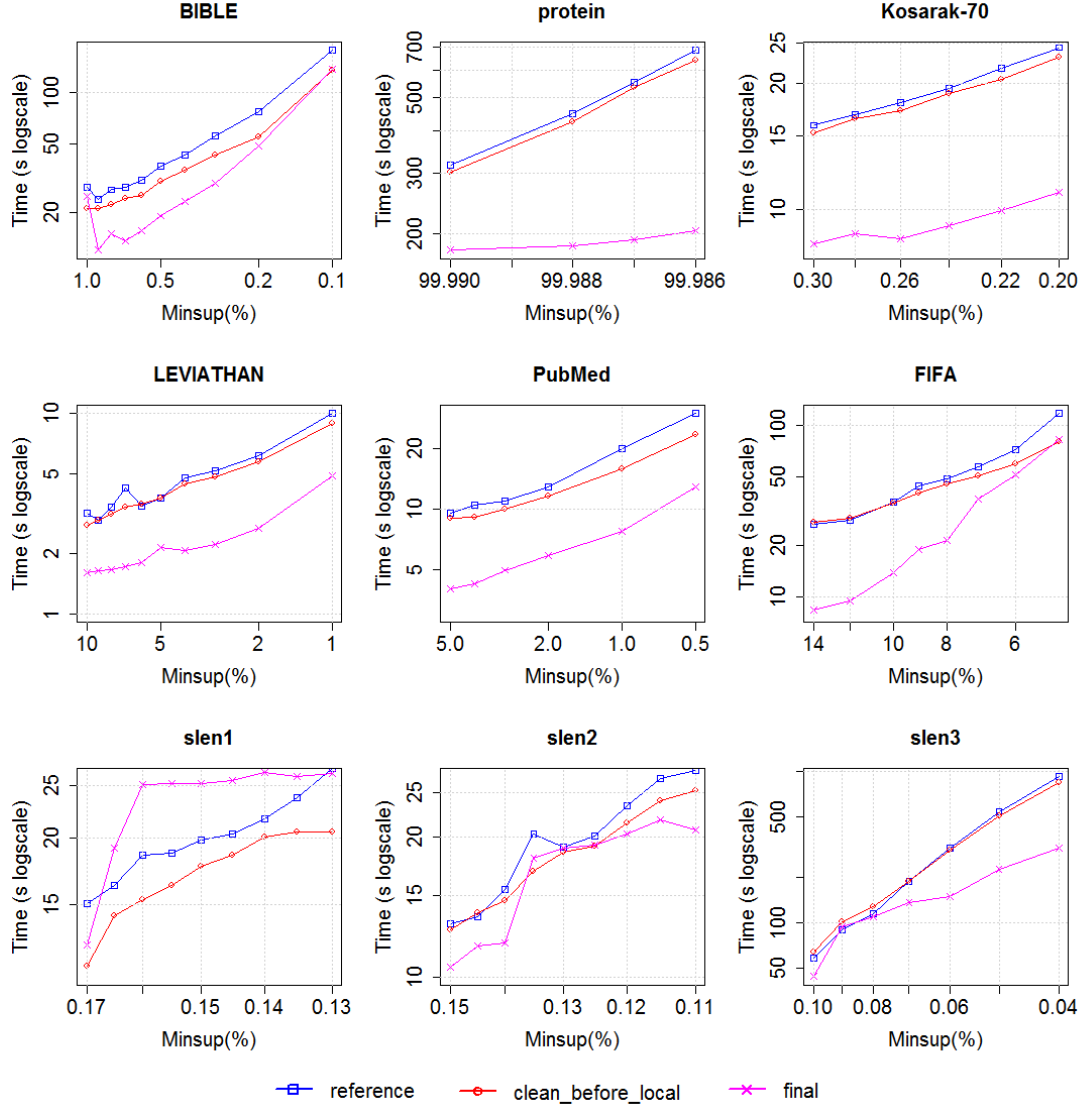 BIBLE protein Kosarak-70
Time (s logscale) 20 50 100
1.0 0.5 0.2 0.1
Minsup(%)
Time (s logscale) 200 300 500 700
99.990 99.988 99.986
Minsup(%)
Time (s logscale) 10 15 20 25
0.30 0.26 0.22 0.20
Minsup(%)
LEVIATHAN PubMed FIFA
Time (s logscale) 1 2 5 10
10 5 2 1
Minsup(%)
Time (s logscale) 5 10 20
5.0 2.0 1.0 0.5
Minsup(%)
Time (s logscale) 10 20 50 100
14 10 8 6
Minsup(%)
slen1 slen2 slen3
Time (s logscale) 15 20 25
0.17 0.15 0.14 0.13
Minsup(%)
Time (s logscale) 10 15 20 25
0.15 0.13 0.12 0.11
Minsup(%)
Time (s logscale) 50 100 500
0.10 0.08 0.06 0.04
Minsup(%)
reference clean_before_local final